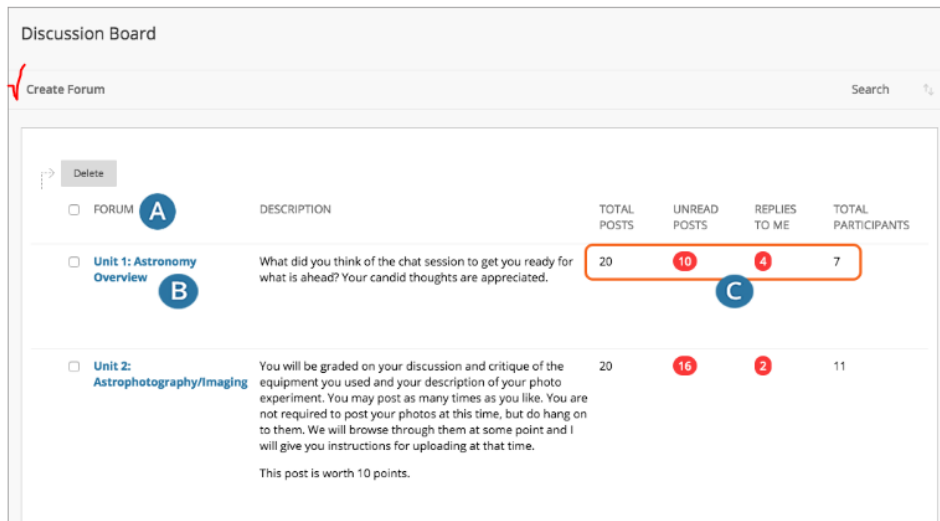 Discussion Board
Create Forum
Search
Delete
FORUM
A
DESCRIPTION
TOTAL
POSTS
UNREAD
POSTS
REPLIES
TO ME
TOTAL
PARTICIPANTS
Unit 1: Astronomy
Overview
B
What did you think of the chat session to get you ready for
what is ahead? Your candid thoughts are appreciated.
20
10
4
7
C
Unit 2:
Astrophotography/Imaging
You will be graded on your discussion and critique of the
equipment you used and your description of your photo
experiment. You may post as many times as you like. You are
not required to post your photos at this time, but do hang on
to them. We will browse through them at some point and I
will give you instructions for uploading at that time.
This post is worth 10 points.
20
16
2
11